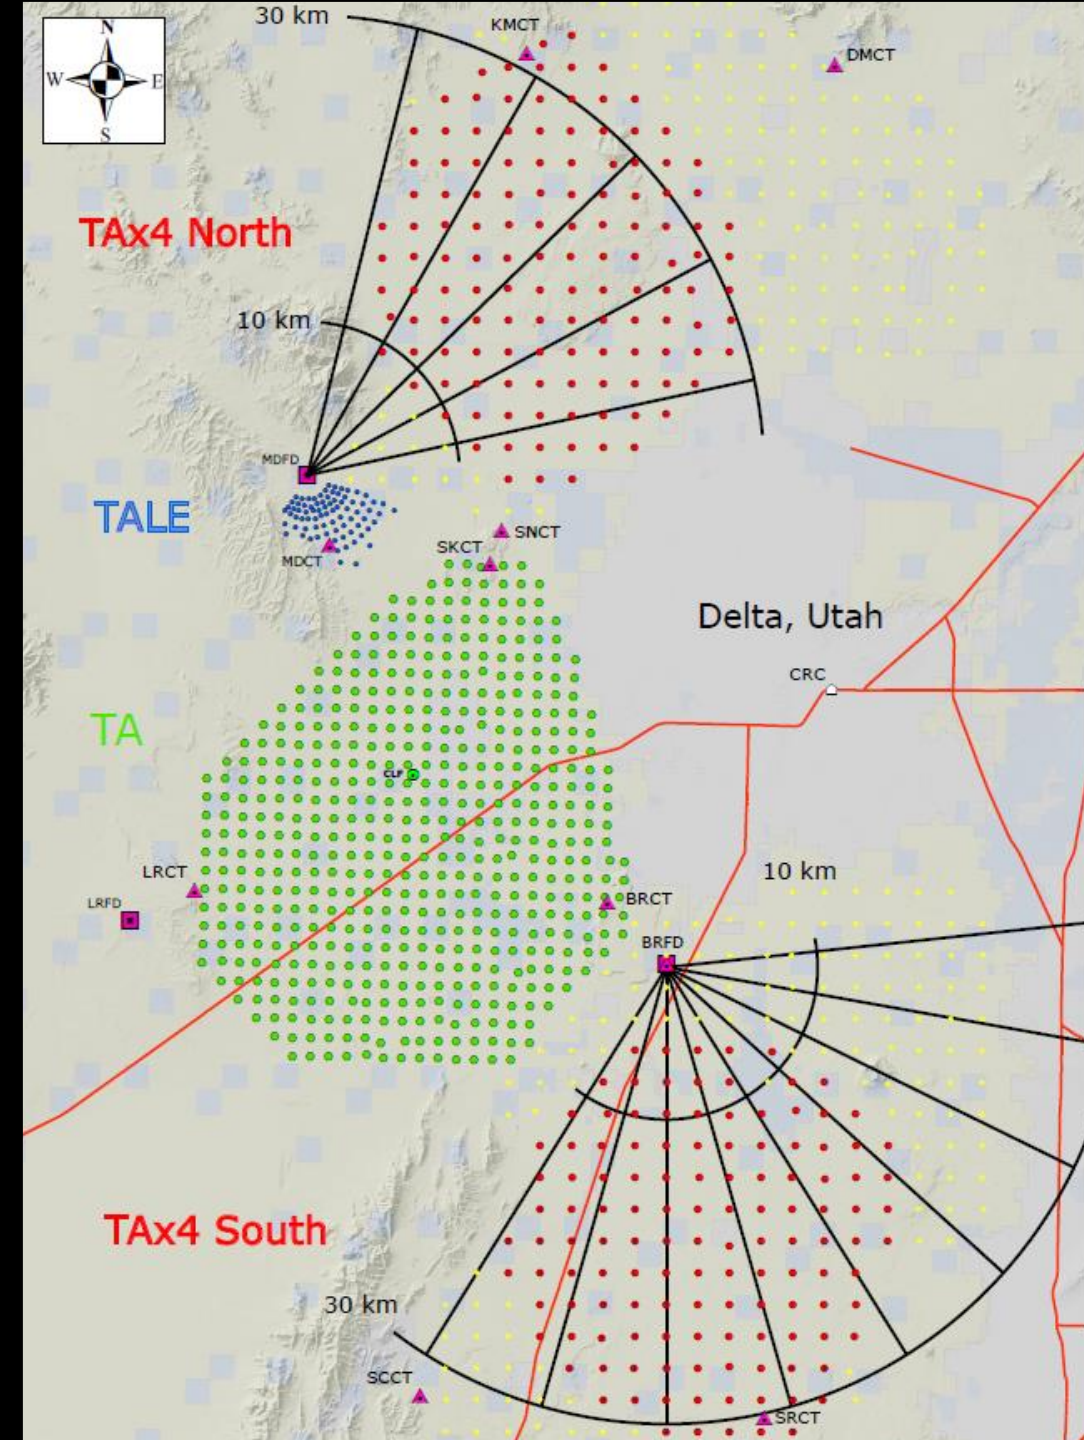 30 km
KMCT
N
DMCT
W
E
S
TAx4 North
10 km
MDFD
TALE
SNCT
SKCT
MDCT
Delta, Utah
CRC
TA
CLF
LRCT
10 km
LRFD
BRCT
BRFD
TAx4 South
30 km
SCCT
SRCT